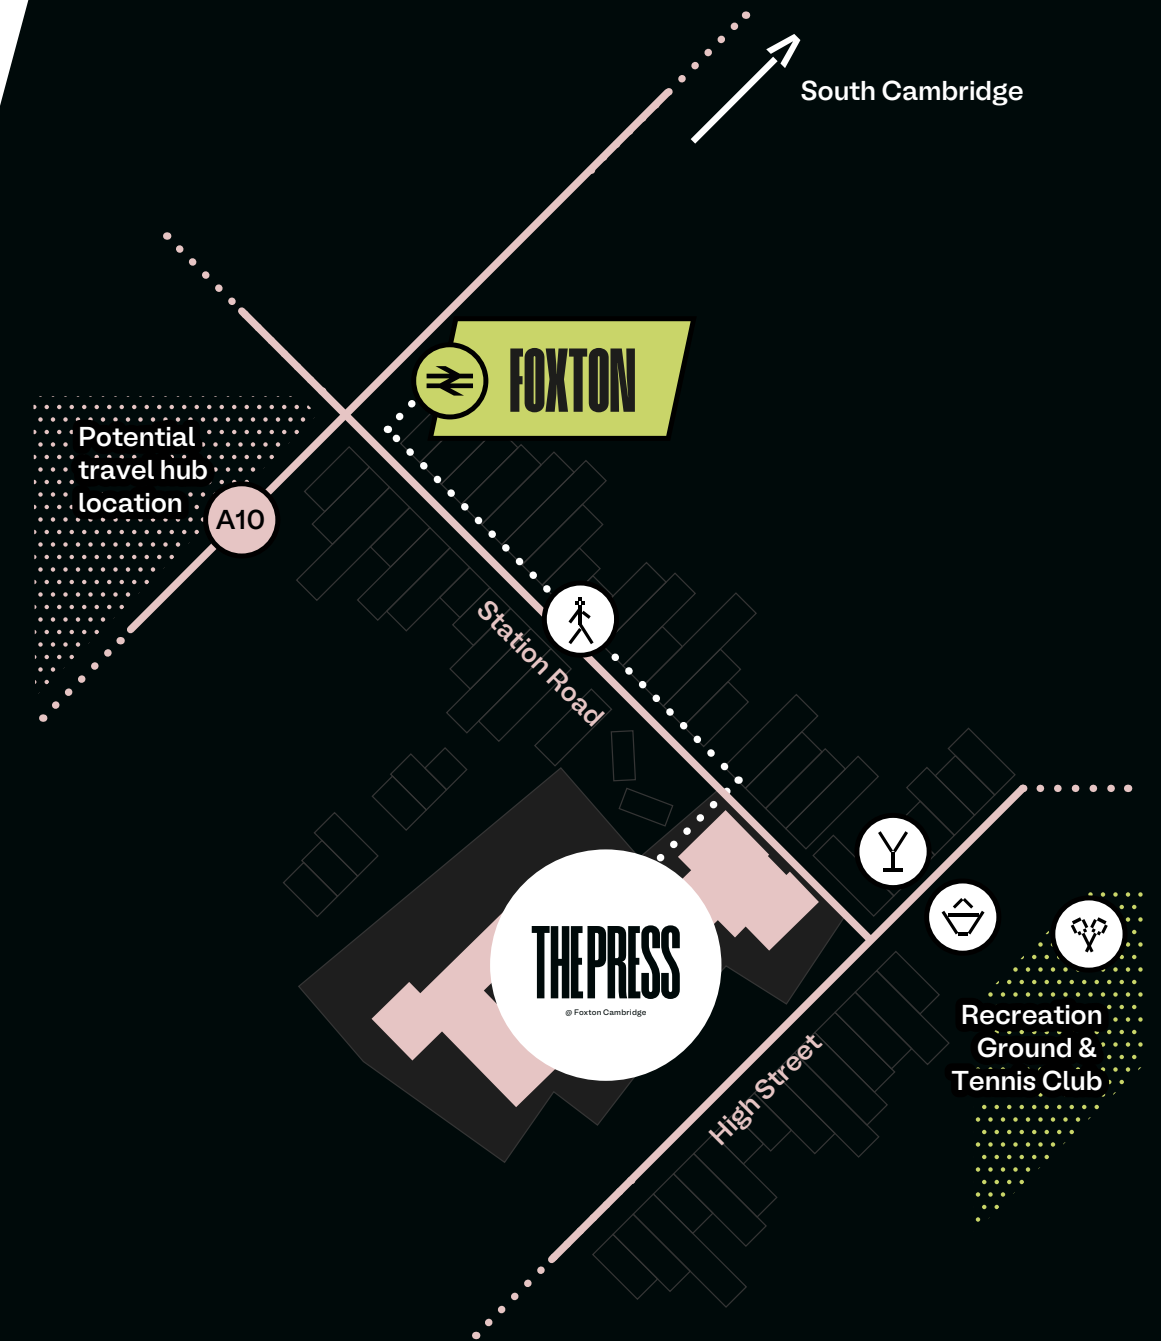 South Cambridge
FOXTON
Potential
travel hub
location
A10
Station Road
THE PRESS
@ Foxton Cambridge
Recreation
Ground &
Tennis Club
High Street